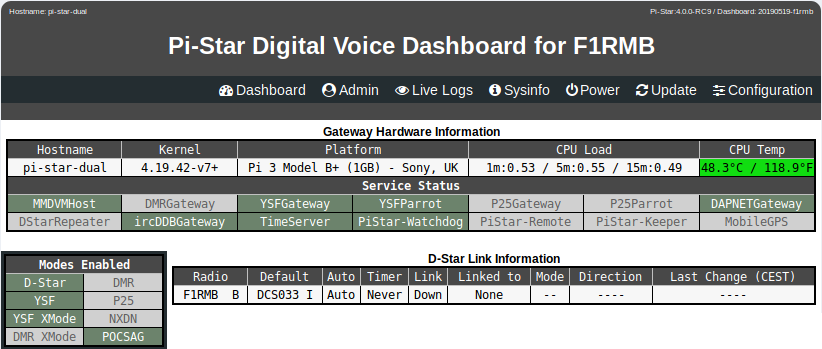 Hostname: pi-star-dual Pi-Star:4.0.0-RC9 / Dashboard: 20190519-f1rmb
Pi-Star Digital Voice Dashboard for F1RMB
Dashboard Admin Live Logs Sysinfo Power Update Configuration
Gateway Hardware Information
Hostname Kernel Platform CPU Load CPU Temp
pi-star-dual 4.19.42-v7+ Pi 3 Model B+ (1GB) - Sony, UK 1m:0.53 / 5m:0.55 / 15m:0.49 48.3°C / 118.9°F
Service Status
MMDVMHost DMRGateway YSFGateway YSFParrot P25Gateway P25Parrot DAPNETGateway
DStarRepeater ircDDBGateway TimeServer PiStar-Watchdog PiStar-Remote PiStar-Keeper MobileGPS
Modes Enabled
D-Star DMR
YSF P25
YSF XMode NXDN
DMR XMode POCSAG
D-Star Link Information
Radio Default Auto Timer Link Linked to Mode Direction Last Change (CEST)
F1RMB B DCS033 I Auto Never Down None -- ---- ----